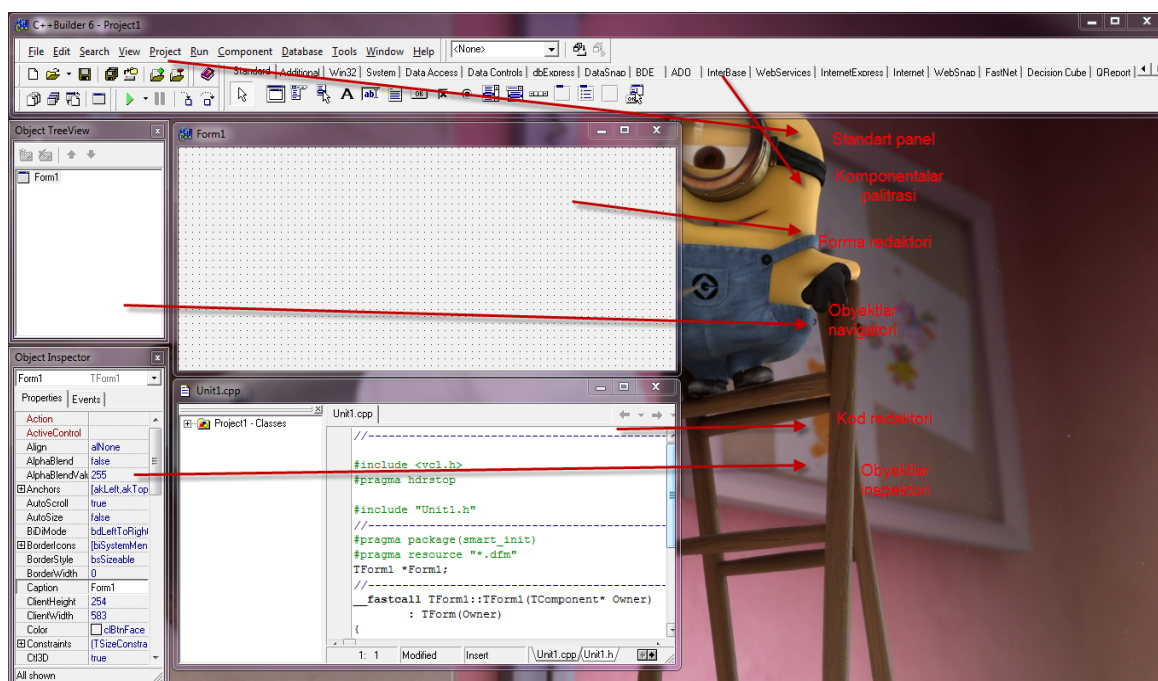 C++Builder 6 - Project1
File Edit Search View Project Run Component Database Tools Window Help <None>
Standard Additional Win32 System Data Access Data Controls dbExpress DataSnap BDE ADO InterBase WebServices InternetExpress Internet WebSnap FastNet Decision Cube QReport
Object TreeView
Form1
Form1
Standart panel
Komponentalar
palitrasi
Forma redaktori
Obyektlar
navigatori
Kod redaktori
Obyektlar
inspektori
Object Inspector
Form1 TForm1
Properties Events
Action
ActiveControl
Align alNone
AlphaBlend false
AlphaBlendVal 255
Anchors [akLeft,akTop
AutoScroll true
AutoSize false
BiDiMode bdLeftToRight
BorderIcons [biSystemMen
BorderStyle bsSizeable
BorderWidth 0
Caption Form1
ClientHeight 254
ClientWidth 583
Color clBtnFace
Constraints (TSizeConstra
Ctl3D true
All shown
Unit1.cpp
Project1 - Classes
Unit1.cpp
//---------------------------------------
#include <vcl.h>
#pragma hdrstop
#include "Unit1.h"
//---------------------------------------
#pragma package(smart_init)
#pragma resource "*.dfm"
TForm1 *Form1;
//---------------------------------------
__fastcall TForm1::TForm1(TComponent* Owner)
: TForm(Owner)
{
1: 1 Modified Insert Unit1.cpp Unit1.h